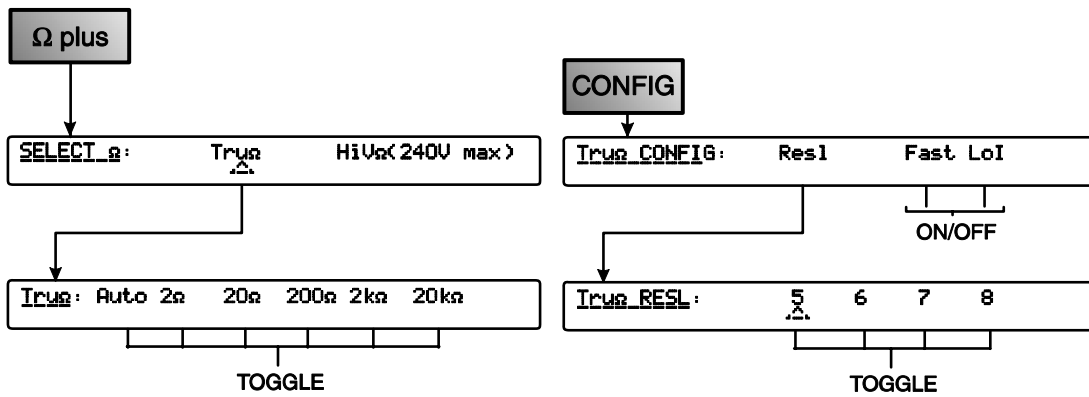 Ω plus
SELECT Ω: TruΩ HiVΩ(240V max)
TruΩ: Auto 2Ω 20Ω 200Ω 2kΩ 20kΩ
TOGGLE
CONFIG
TruΩ CONFIG: Resl Fast LoI
ON/OFF
TruΩ RESL: 5 6 7 8
TOGGLE